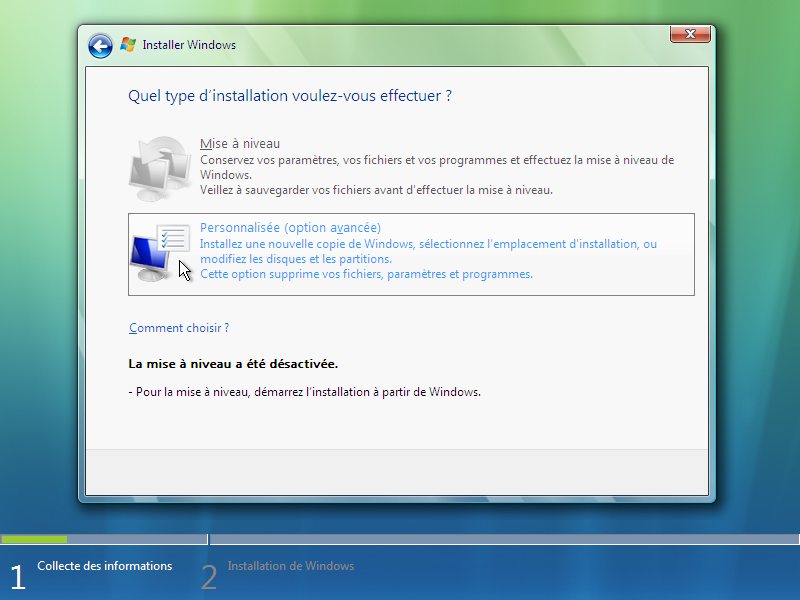 Installer Windows
Quel type d'installation voulez-vous effectuer ?
Mise à niveau
Conservez vos paramètres, vos fichiers et vos programmes et effectuez la mise à niveau de
Windows.
Veillez à sauvegarder vos fichiers avant d'effectuer la mise à niveau.
Personnalisée (option avancée)
Installez une nouvelle copie de Windows, sélectionnez l'emplacement d'installation, ou
modifiez les disques et les partitions.
Cette option supprime vos fichiers, paramètres et programmes.
Comment choisir ?
La mise à niveau a été désactivée.
- Pour la mise à niveau, démarrez l'installation à partir de Windows.
1 Collecte des informations
2 Installation de Windows